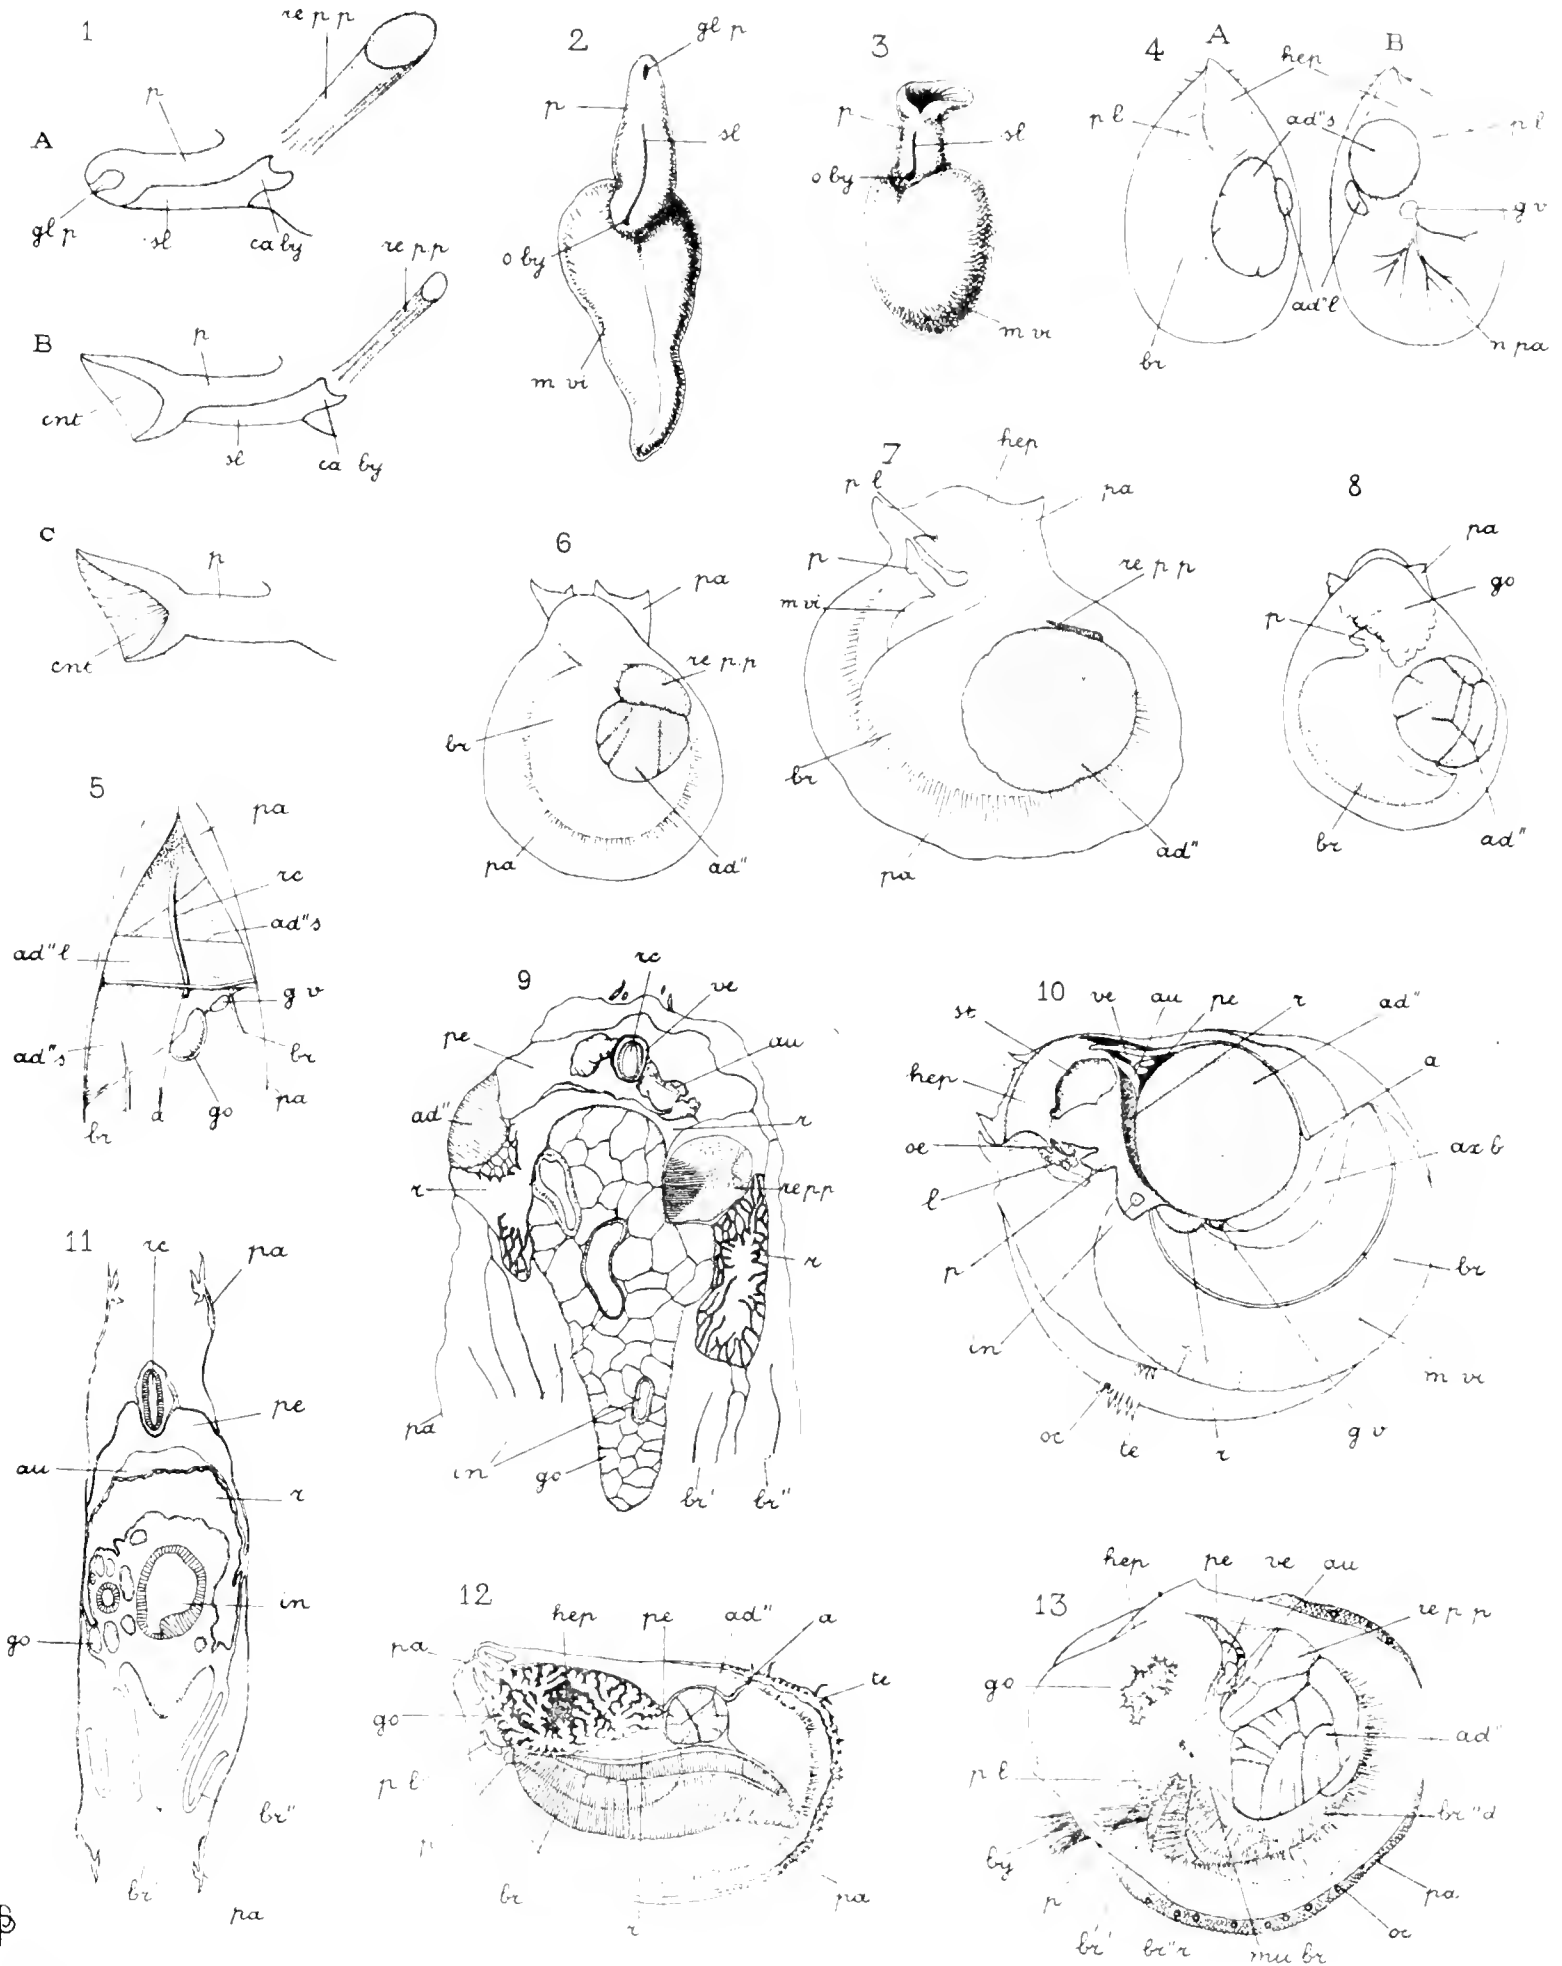 1
re p p
p
A
gl p
sl
ca by
re p p
B
p
cnt
sl
ca by
C
p
cnt
2
gl p
p
sl
o by
m vi
3
p
sl
o by
m vi
4
A
B
hep
p l
ad"s
p l
g v
ad"l
br
n pa
5
pa
rc
ad"s
ad"l
g v
ad"s
br
br
d
go
pa
6
pa
re p p
br
pa
ad"
7
hep
p l
pa
p
re p p
m vi
br
ad"
pa
8
pa
go
p
br
ad"
9
rc
ve
pe
au
ad"
r
r
re p p
r
pa
in
go
br'
br"
10
ve
au
pe
r
ad"
st
a
hep
oe
ax b
l
p
br
in
m vi
oc
te
r
g v
11
rc
pa
pe
au
r
in
go
br"
br'
pa
12
hep
pe
ad"
a
pa
te
go
p l
p
br
r
pa
13
hep
pe
ve
au
re p p
go
ad"
p l
br"d
by
p
pa
oc
br'
br"r
mu br